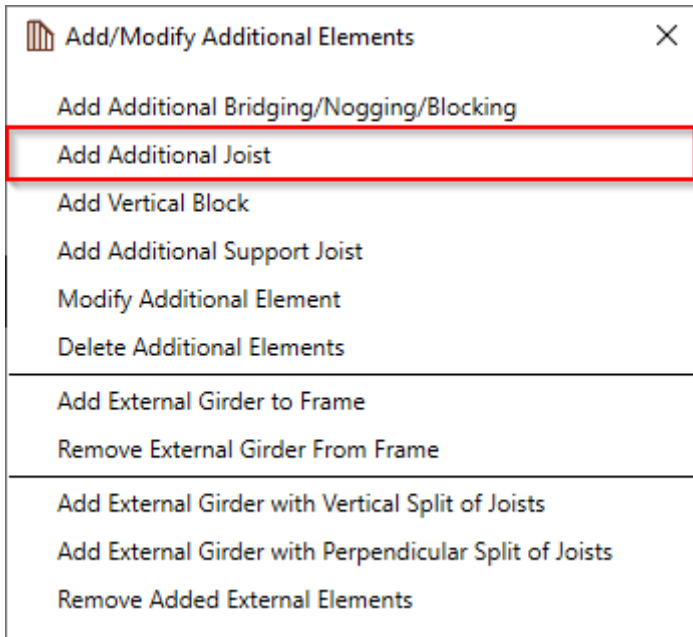 Add/Modify Additional Elements
Add Additional Bridging/Nogging/Blocking
Add Additional Joist
Add Vertical Block
Add Additional Support Joist
Modify Additional Element
Delete Additional Elements
Add External Girder to Frame
Remove External Girder From Frame
Add External Girder with Vertical Split of Joists
Add External Girder with Perpendicular Split of Joists
Remove Added External Elements